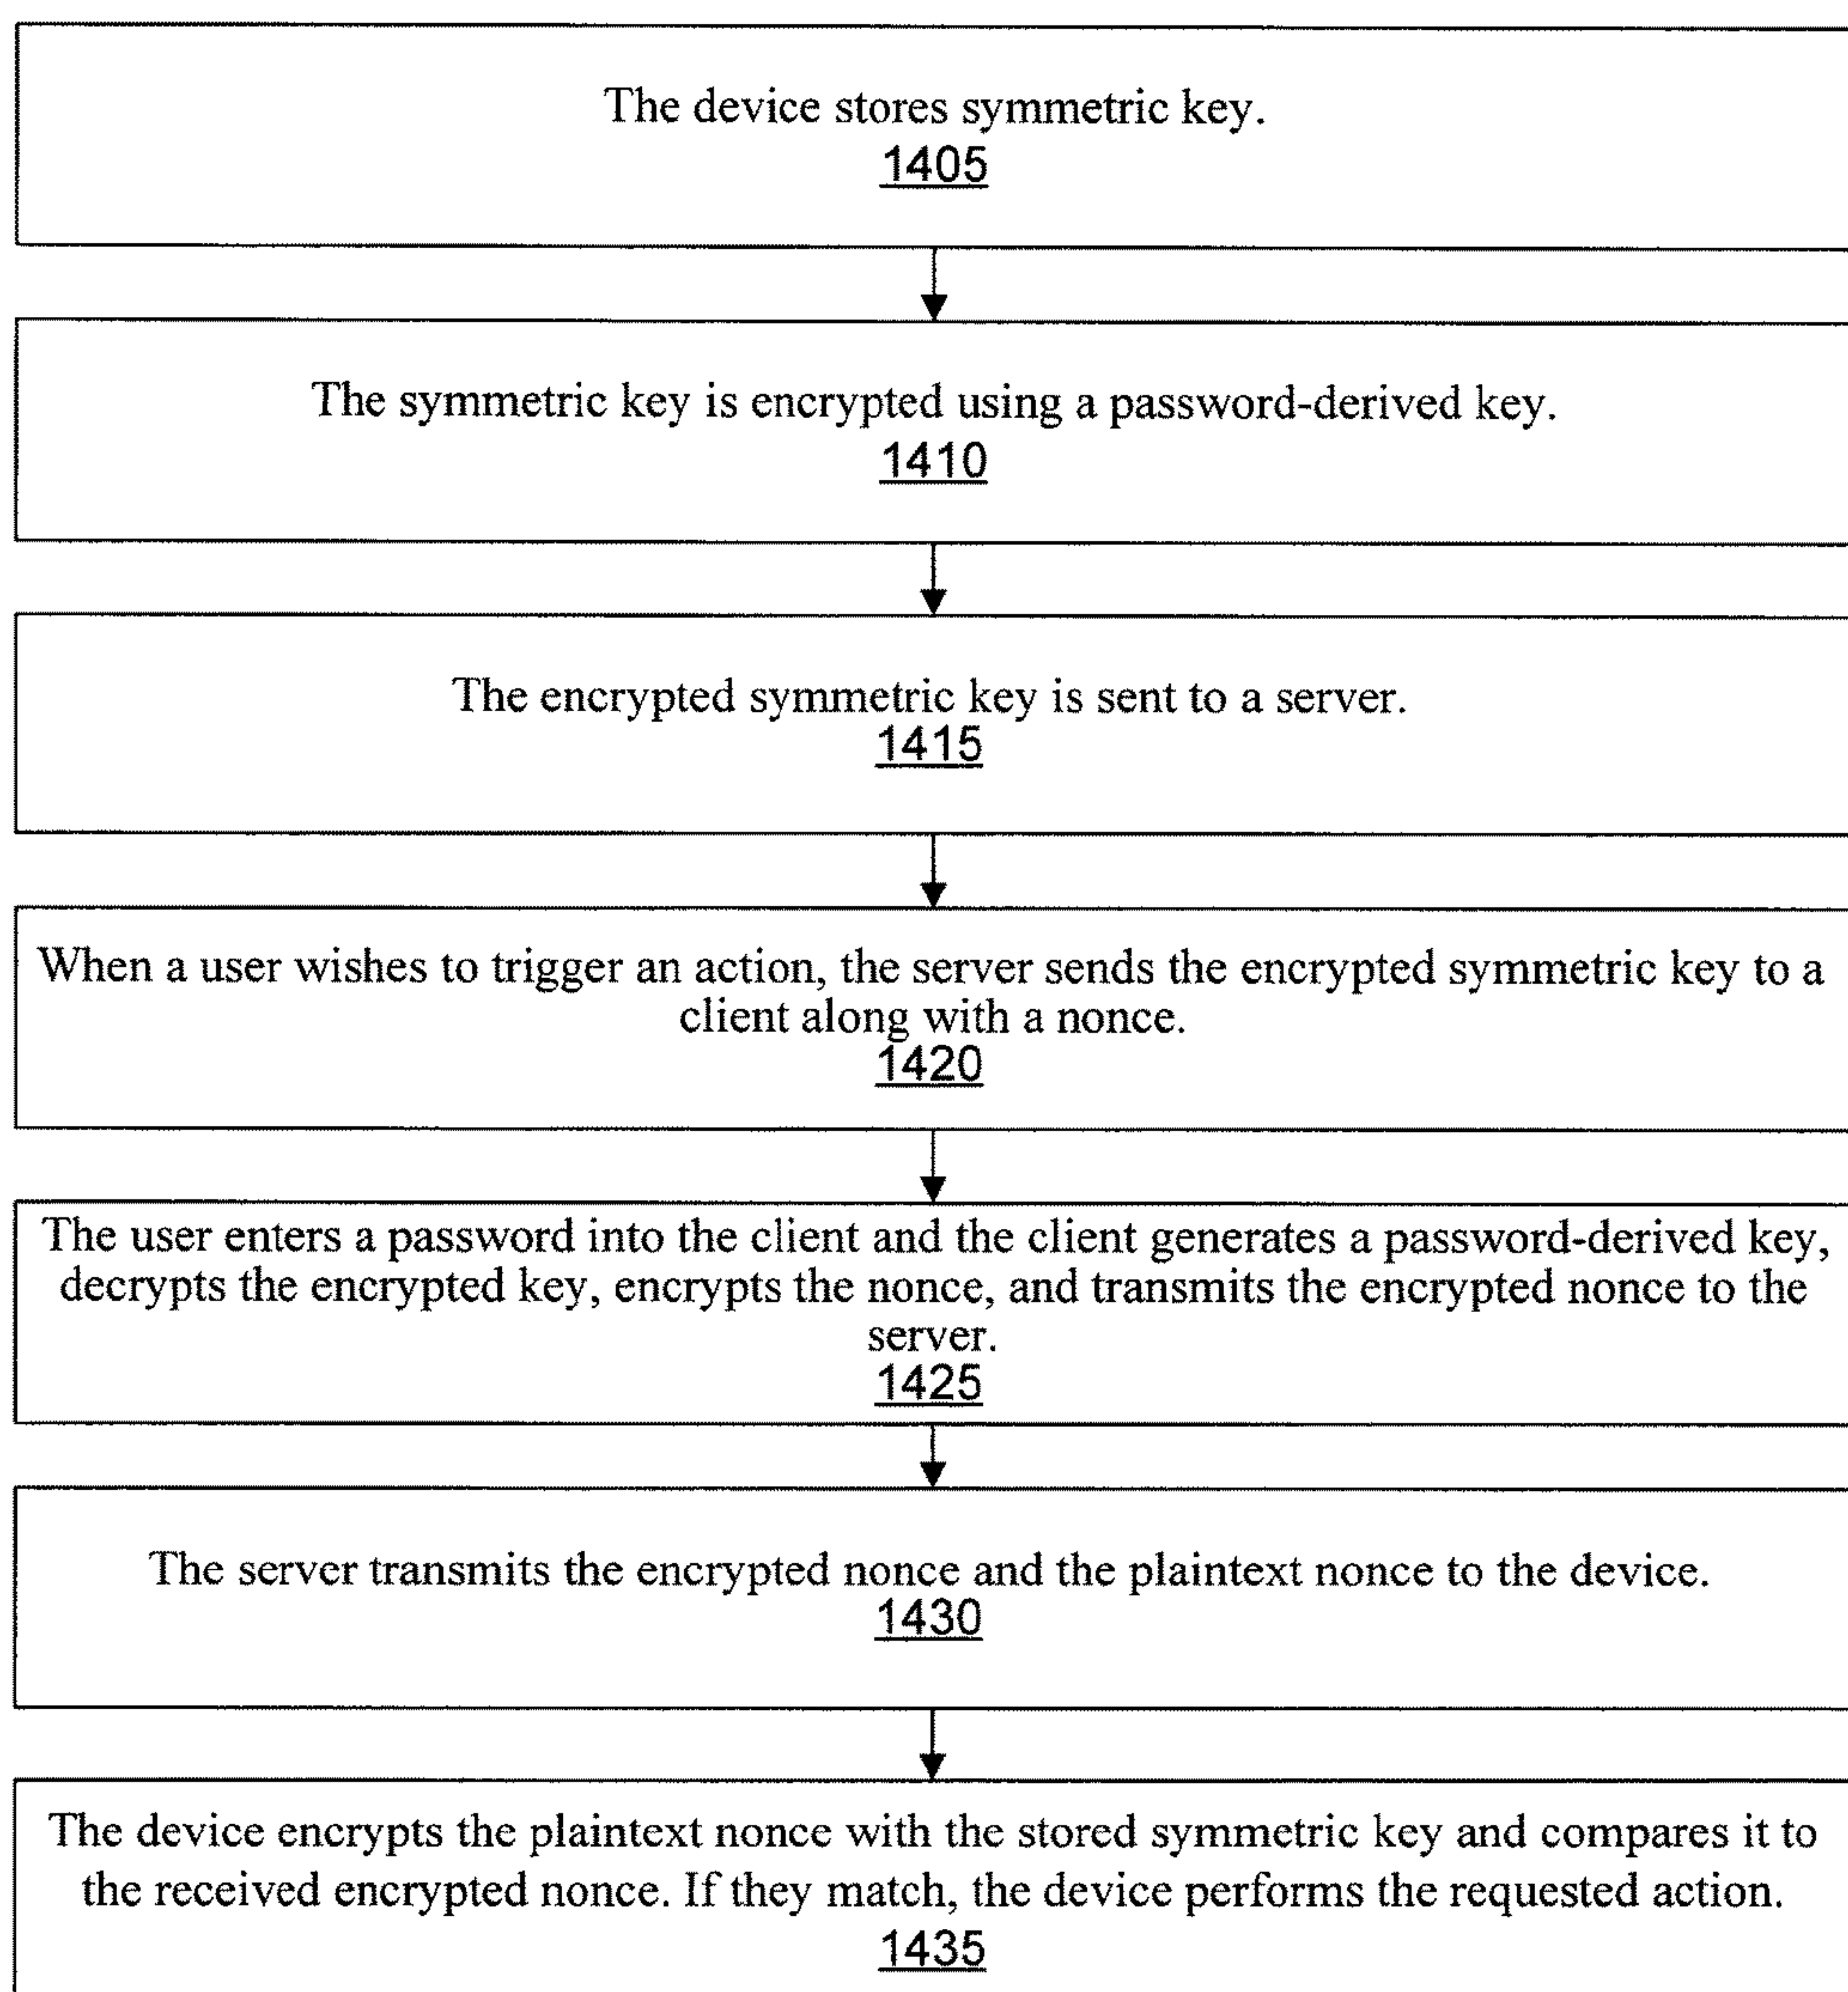 The device stores symmetric key.
1405
The symmetric key is encrypted using a password-derived key.
1410
The encrypted symmetric key is sent to a server.
1415
When a user wishes to trigger an action, the server sends the encrypted symmetric key to a
client along with a nonce.
1420
The user enters a password into the client and the client generates a password-derived key,
decrypts the encrypted key, encrypts the nonce, and transmits the encrypted nonce to the
server.
1425
The server transmits the encrypted nonce and the plaintext nonce to the device.
1430
The device encrypts the plaintext nonce with the stored symmetric key and compares it to
the received encrypted nonce. If they match, the device performs the requested action.
1435